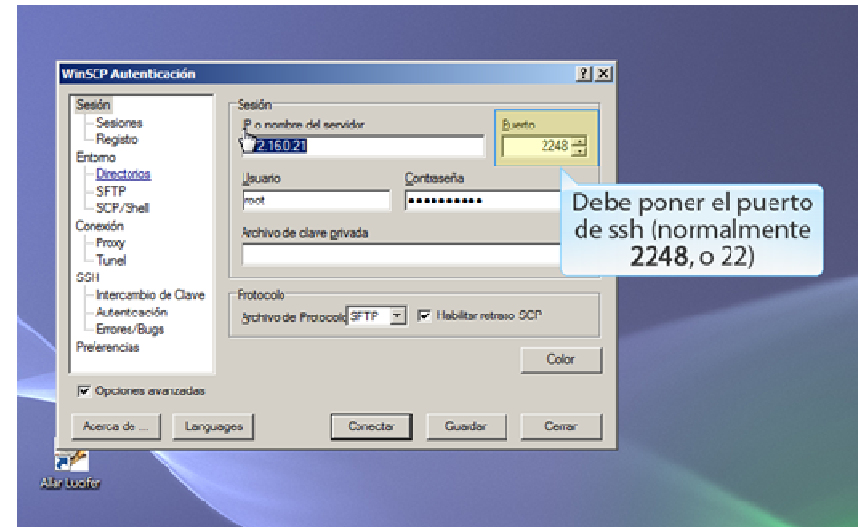 WinSCP Autenticación
Sesión
Sesiones
Registro
Entorno
Directorios
SFTP
SCP/Shell
Conexión
Proxy
Tunel
SSH
Intercambio de Clave
Autenticación
Errores/Bugs
Preferencias
Sesión
IP o nombre del servidor
Puerto
2.16.0.21
2248
Usuario
Contraseña
root
••••••••••
Archivo de clave privada
Protocolo
Archivo de Protocolo
SFTP
Habilitar retraso SCP
Color
Opciones avanzadas
Acerca de ...
Languages
Conectar
Guardar
Cerrar
Debe poner el puerto
de ssh (normalmente
2248, o 22)